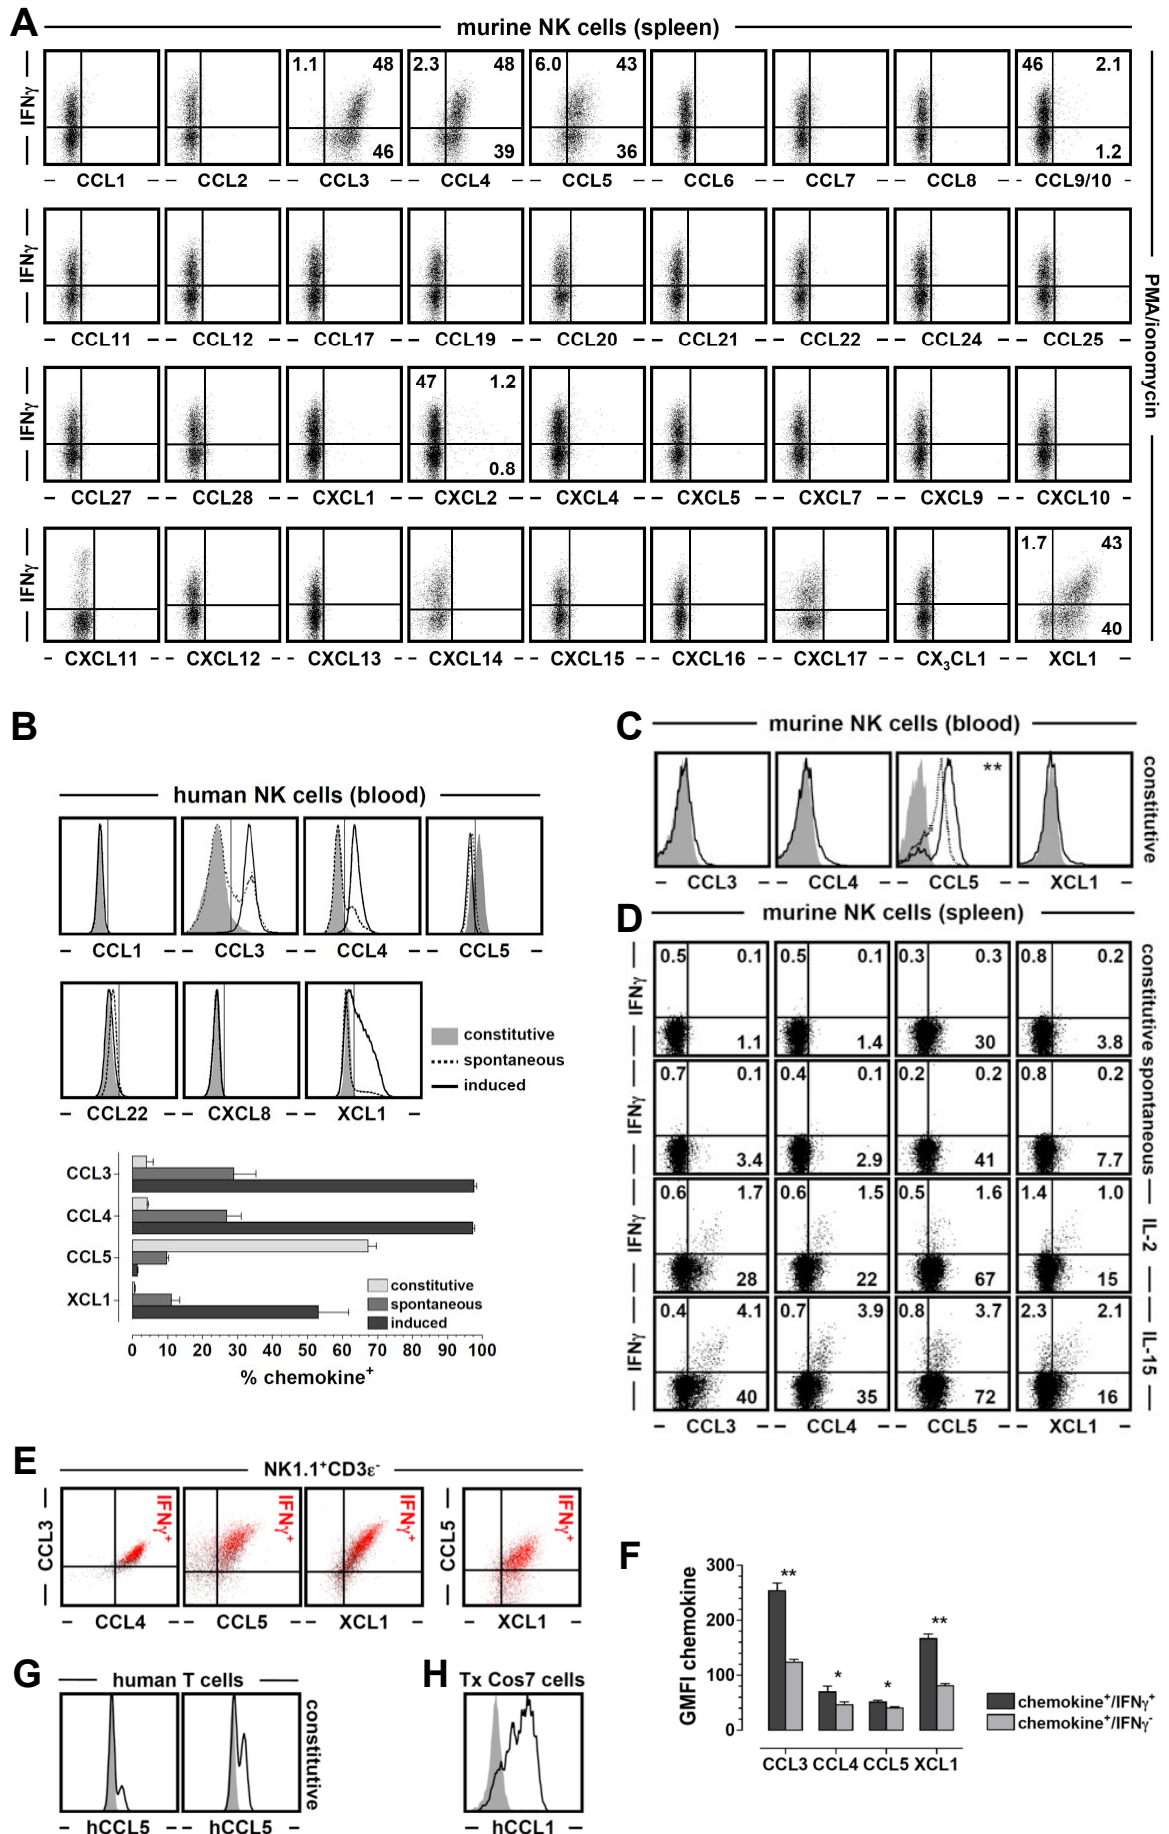 A
murine NK cells (spleen)
IFNγ
1.1 48 46
2.3 48 39
6.0 43 36
46 2.1 1.2
CCL1 CCL2 CCL3 CCL4 CCL5 CCL6 CCL7 CCL8 CCL9/10
IFNγ
CCL11 CCL12 CCL17 CCL19 CCL20 CCL21 CCL22 CCL24 CCL25
IFNγ
47 1.2 0.8
CCL27 CCL28 CXCL1 CXCL2 CXCL4 CXCL5 CXCL7 CXCL9 CXCL10
IFNγ
1.7 43 40
CXCL11 CXCL12 CXCL13 CXCL14 CXCL15 CXCL16 CXCL17 CX3CL1 XCL1
PMA/ionomycin
B
human NK cells (blood)
CCL1 CCL3 CCL4 CCL5
CCL22 CXCL8 XCL1
constitutive
spontaneous
induced
CCL3
CCL4
CCL5
XCL1
constitutive
spontaneous
induced
0 10 20 30 40 50 60 70 80 90 100
% chemokine+
C
murine NK cells (blood)
**
CCL3 CCL4 CCL5 XCL1
constitutive
D
murine NK cells (spleen)
IFNγ
0.5 0.1 0.5 0.1 0.3 0.3 0.8 0.2
1.1 1.4 30 3.8
constitutive
IFNγ
0.7 0.1 0.4 0.1 0.2 0.2 0.8 0.2
3.4 2.9 41 7.7
spontaneous
IFNγ
0.6 1.7 0.6 1.5 0.5 1.6 1.4 1.0
28 22 67 15
IL-2
IFNγ
0.4 4.1 0.7 3.9 0.8 3.7 2.3 2.1
40 35 72 16
IL-15
CCL3 CCL4 CCL5 XCL1
E
NK1.1+CD3ε-
CCL3
IFNγ+ IFNγ+ IFNγ+
CCL4 CCL5 XCL1
CCL5
IFNγ+
XCL1
F
GMFI chemokine
300
200
100
0
** * * **
CCL3 CCL4 CCL5 XCL1
chemokine+/IFNγ+
chemokine+/IFNγ-
G
human T cells
hCCL5 hCCL5
constitutive
H
Tx Cos7 cells
hCCL1